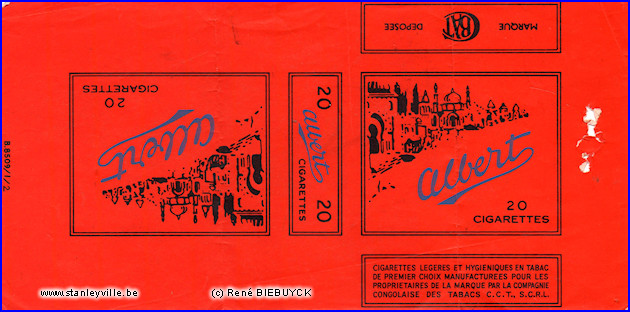 MARQUE
BAT
DEPOSEE
20
CIGARETTES
albert
20
albert
CIGARETTES
20
albert
20
CIGARETTES
B.8509/1/2
CIGARETTES LEGERES ET HYGIENIQUES EN TABAC
DE PREMIER CHOIX MANUFACTUREES POUR LES
PROPRIETAIRES DE LA MARQUE PAR LA COMPAGNIE
CONGOLAISE DES TABACS C.C.T., S.C.R.L.
www.stanleyville.be
(c) René BIEBUYCK